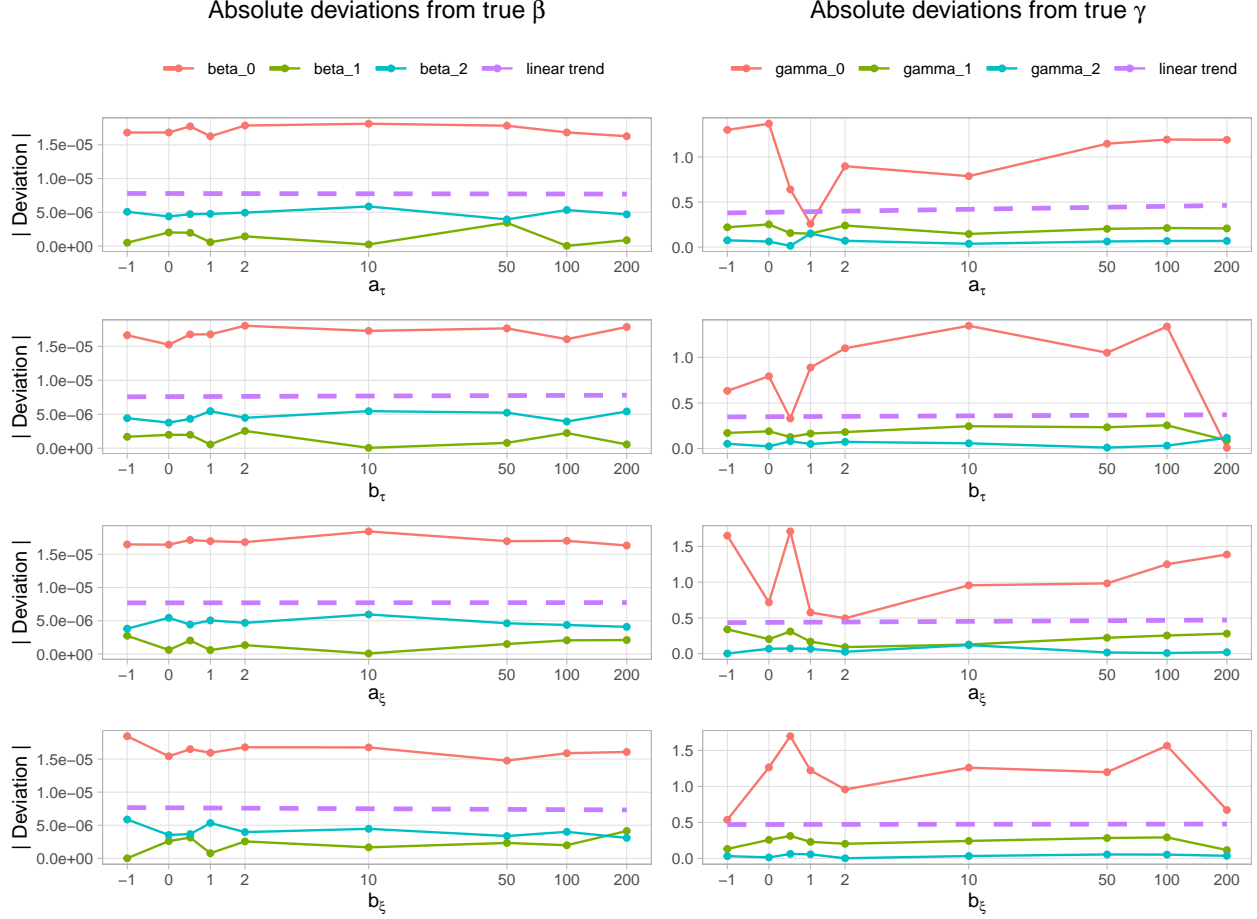 Absolute deviations from true β
Absolute deviations from true γ
beta_0 beta_1 beta_2 linear trend
gamma_0 gamma_1 gamma_2 linear trend
| Deviation |
1.5e−05
1.0e−05
5.0e−06
0.0e+00
−1 0 1 2 10 50 100 200
a_τ
1.0
0.5
0.0
−1 0 1 2 10 50 100 200
a_τ
| Deviation |
1.5e−05
1.0e−05
5.0e−06
0.0e+00
−1 0 1 2 10 50 100 200
b_τ
1.0
0.5
0.0
−1 0 1 2 10 50 100 200
b_τ
| Deviation |
1.5e−05
1.0e−05
5.0e−06
0.0e+00
−1 0 1 2 10 50 100 200
a_ξ
1.5
1.0
0.5
0.0
−1 0 1 2 10 50 100 200
a_ξ
| Deviation |
1.5e−05
1.0e−05
5.0e−06
0.0e+00
−1 0 1 2 10 50 100 200
b_ξ
1.5
1.0
0.5
0.0
−1 0 1 2 10 50 100 200
b_ξ